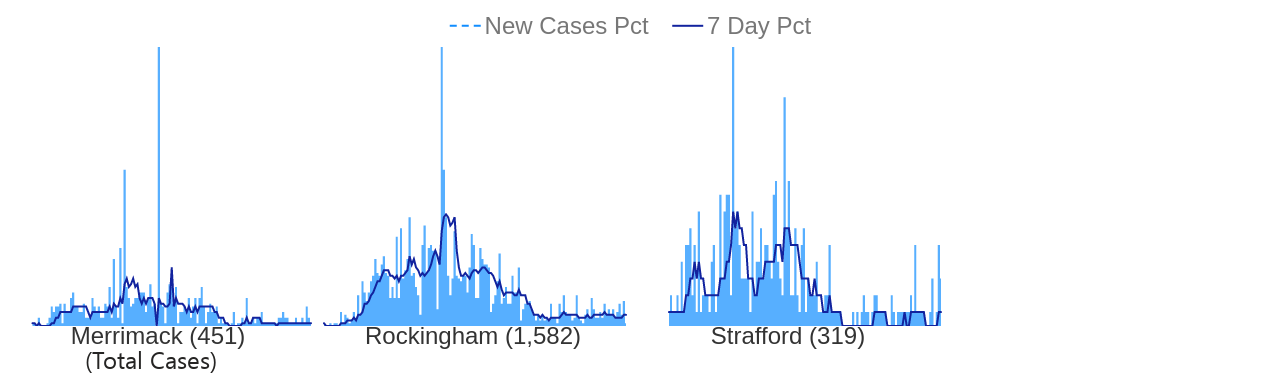 New Cases Pct 7 Day Pct
Merrimack (451) Rockingham (1,582) Strafford (319)
(Total Cases)